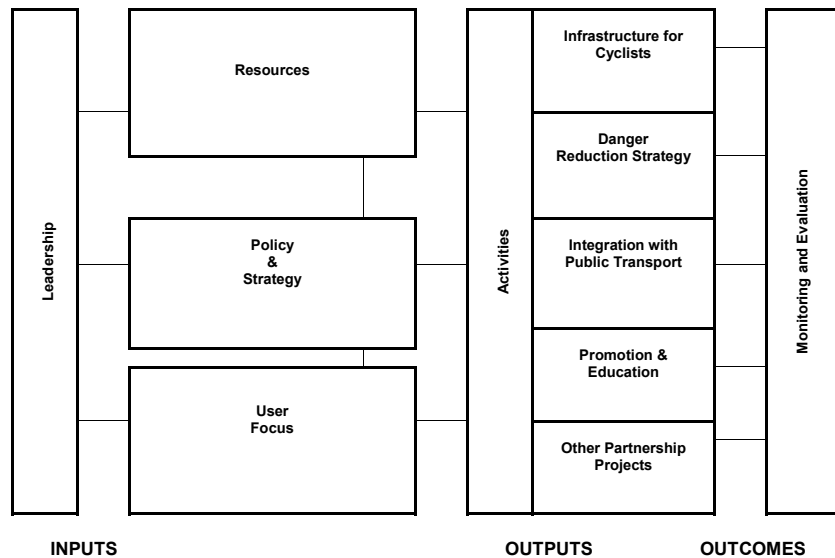 Leadership
Resources
Policy
&
Strategy
User
Focus
Activities
Infrastructure for
Cyclists
Danger
Reduction Strategy
Integration with
Public Transport
Promotion &
Education
Other Partnership
Projects
Monitoring and Evaluation
INPUTS
OUTPUTS
OUTCOMES